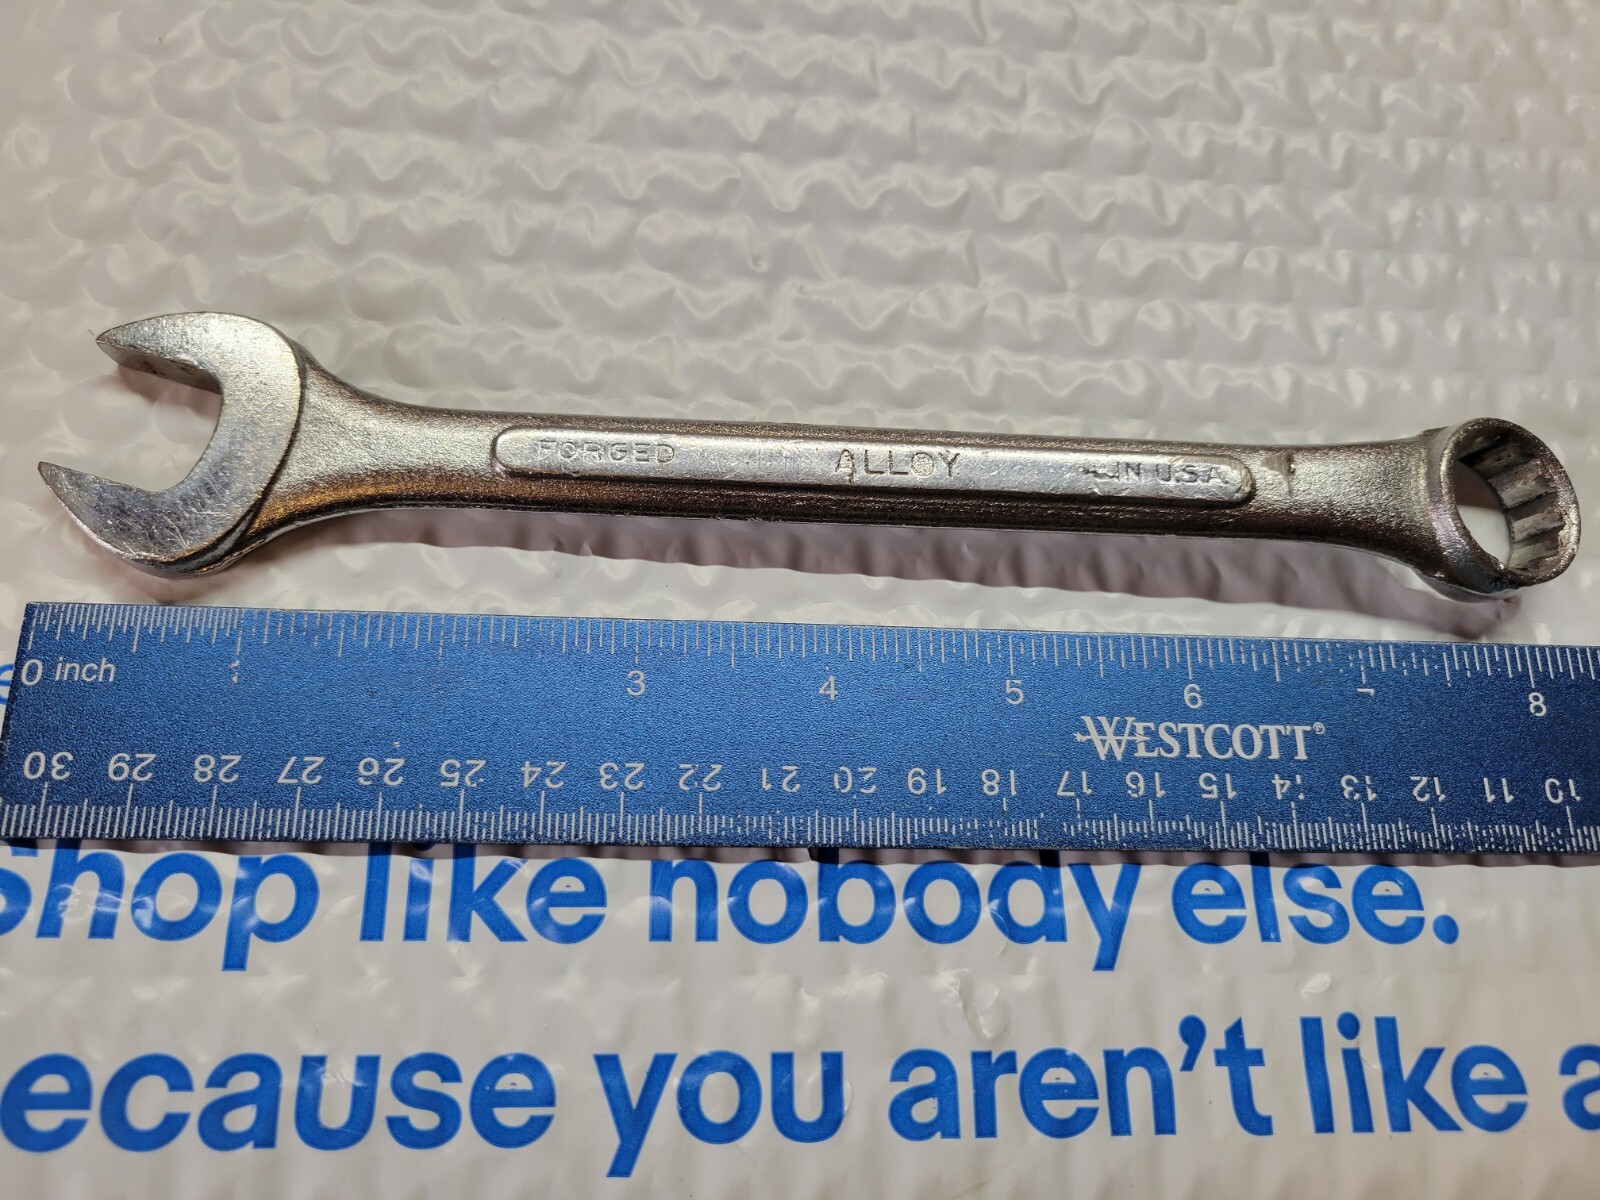 FORGED ALLOY IN U.S.A
0 inch 1 3 4 5 6 8
WESTCOTT®
30 29 28 27 26 25 24 23 22 21 20 19 18 17 16 15 14 13 12 11 10
shop like nobody else.
ecause you aren't like a